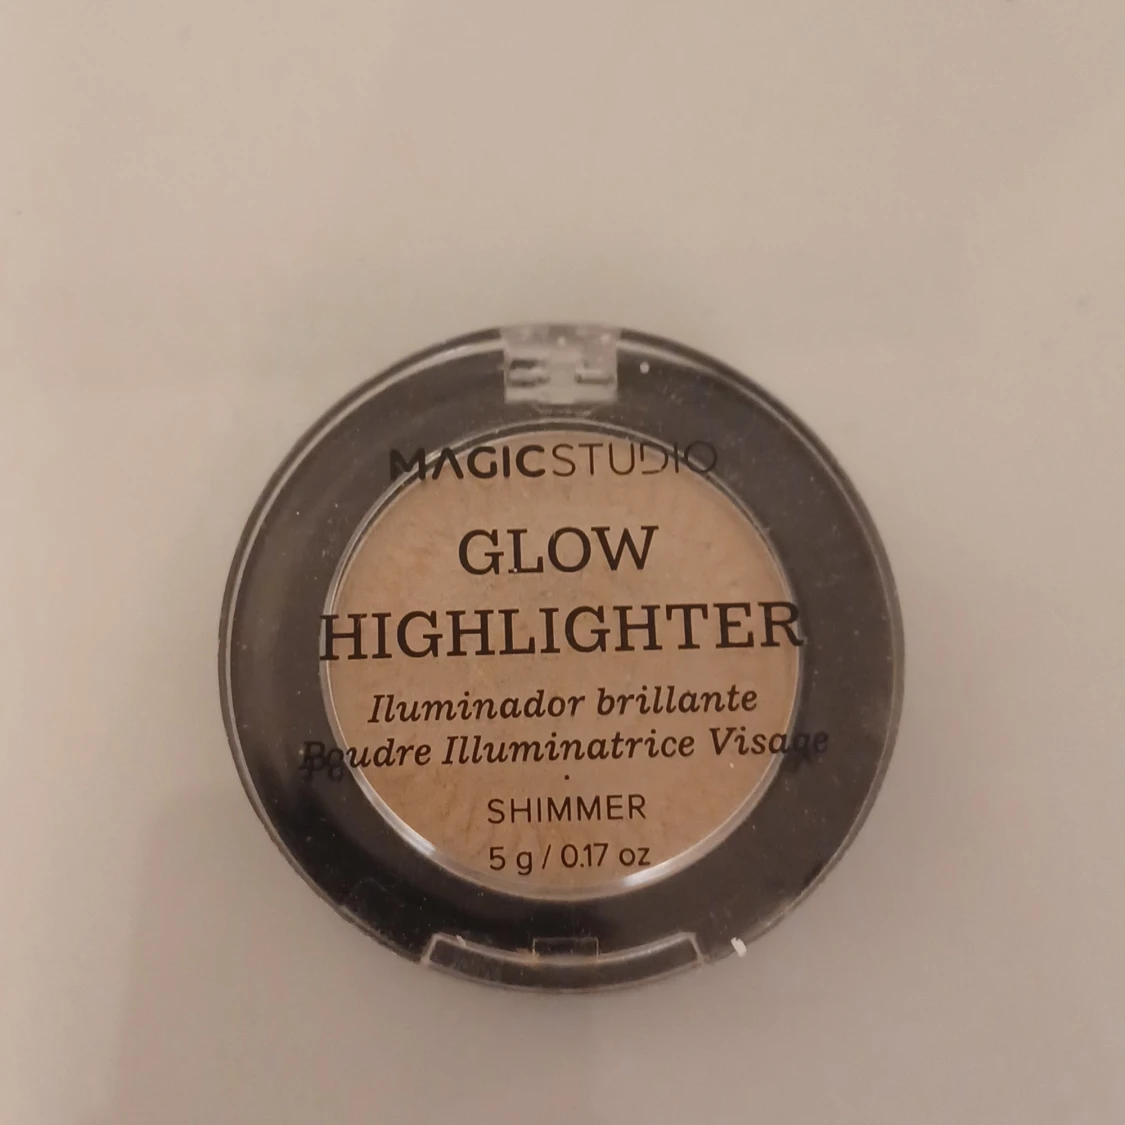 MAGICSTUDIO
GLOW
HIGHLIGHTER
Iluminador brillante
Poudre Illuminatrice Visage
SHIMMER
5 g / 0.17 oz